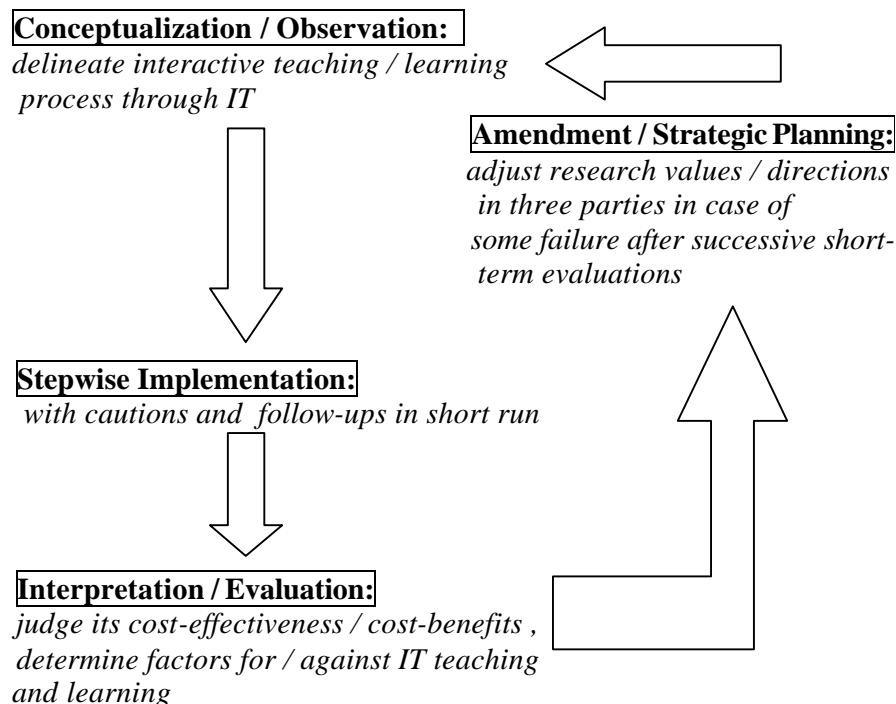 Conceptualization / Observation:
delineate interactive teaching / learning
process through IT
Amendment / Strategic Planning:
adjust research values / directions
in three parties in case of
some failure after successive short-
term evaluations
Stepwise Implementation:
with cautions and follow-ups in short run
Interpretation / Evaluation:
judge its cost-effectiveness / cost-benefits ,
determine factors for / against IT teaching
and learning